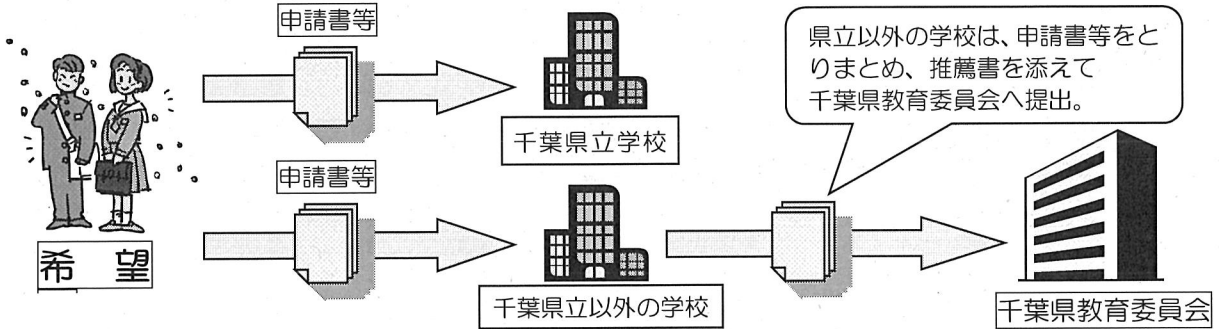 申請書等
県立以外の学校は、申請書等をと
りまとめ、推薦書を添えて
千葉県教育委員会へ提出。
千葉県立学校
申請書等
希望
千葉県立以外の学校
千葉県教育委員会